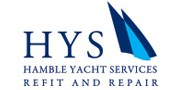 HYS
HAMBLE YACHT SERVICES
REFIT AND REPAIR